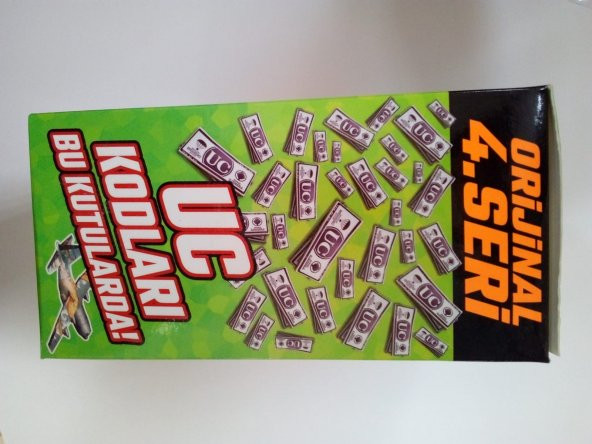 ORİJİNAL
4.SERİ
UC
KODLARI
BU KUTULARDA!